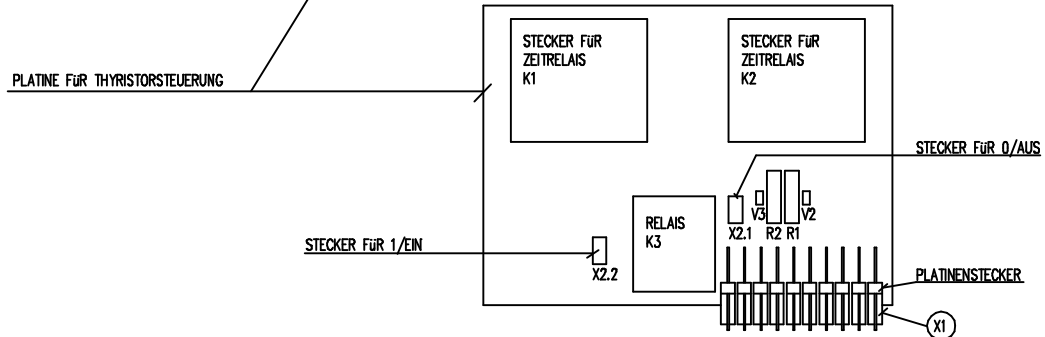 STECKER FüR
ZEITRELAIS
K1
STECKER FüR
ZEITRELAIS
K2
PLATINE FüR THYRISTORSTEUERUNG
STECKER FüR 0/AUS
V3
V2
X2.1
R2
R1
RELAIS
K3
STECKER FüR 1/EIN
X2.2
PLATINENSTECKER
X1